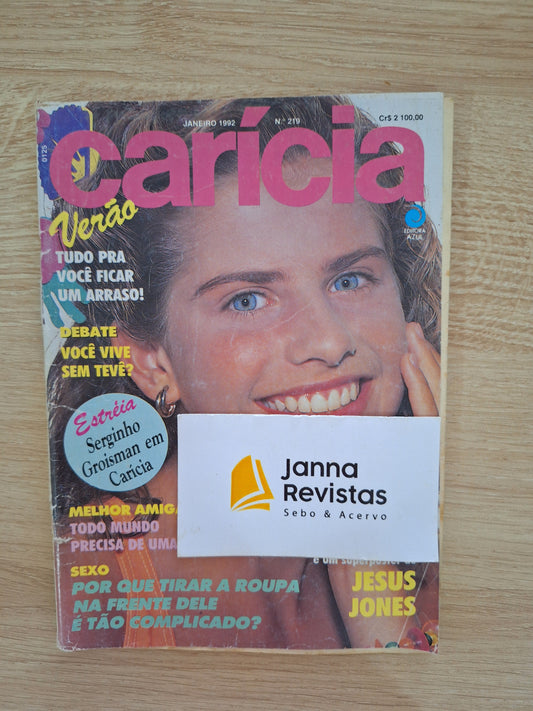 JANEIRO 1992
N.º 219
Cr$ 2 100,00
0125
carícia
EDITORA
AZUL
Verão
TUDO PRA
VOCÊ FICAR
UM ARRASO!
DEBATE
VOCÊ VIVE
SEM TEVÊ?
Estréia
Serginho
Groisman em
Carícia
Janna
Revistas
Sebo & Acervo
MELHOR AMIGA
TODO MUNDO
PRECISA DE UMA
e um superpôster
JESUS
JONES
SEXO
POR QUE TIRAR A ROUPA
NA FRENTE DELE
É TÃO COMPLICADO?